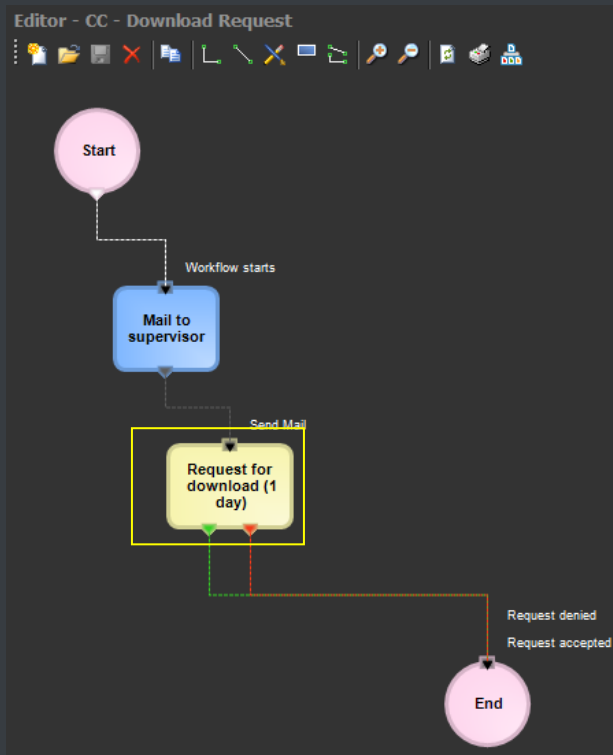 Editor - CC - Download Request
Start
Workflow starts
Mail to
supervisor
Send Mail
Request for
download (1
day)
Request denied
Request accepted
End